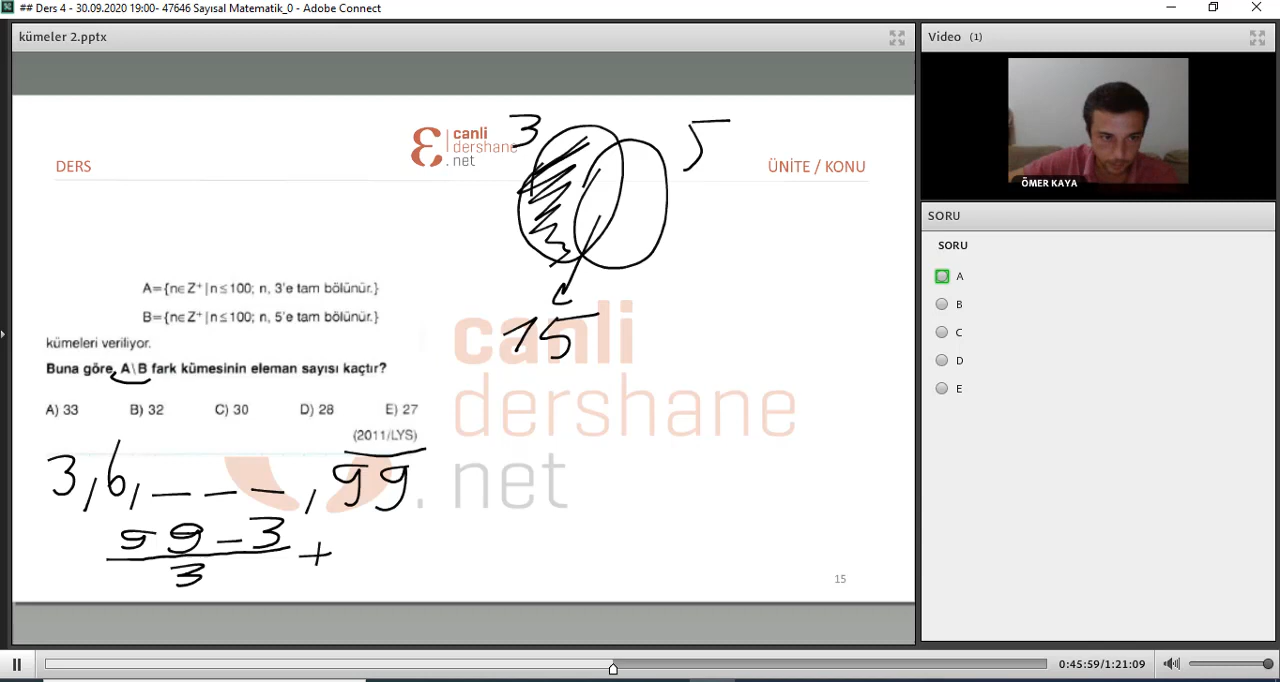 ## Ders 4 - 30.09.2020 19:00- 47646 Sayısal Matematik_0 - Adobe Connect
kümeler 2.pptx
Video (1)
ÖMER KAYA
SORU
SORU
A
B
C
D
E
canli
dershane
.net
DERS
ÜNİTE / KONU
3
5
15
A={n∈Z⁺|n≤100; n, 3'e tam bölünür.}
B={n∈Z⁺|n≤100; n, 5'e tam bölünür.}
kümeleri veriliyor.
Buna göre, A\B fark kümesinin eleman sayısı kaçtır?
A) 33 B) 32 C) 30 D) 28 E) 27
(2011/LYS)
canli
dershane
.net
3, 6, _ _ _, 99
99-3
3
+
15
0:45:59/1:21:09